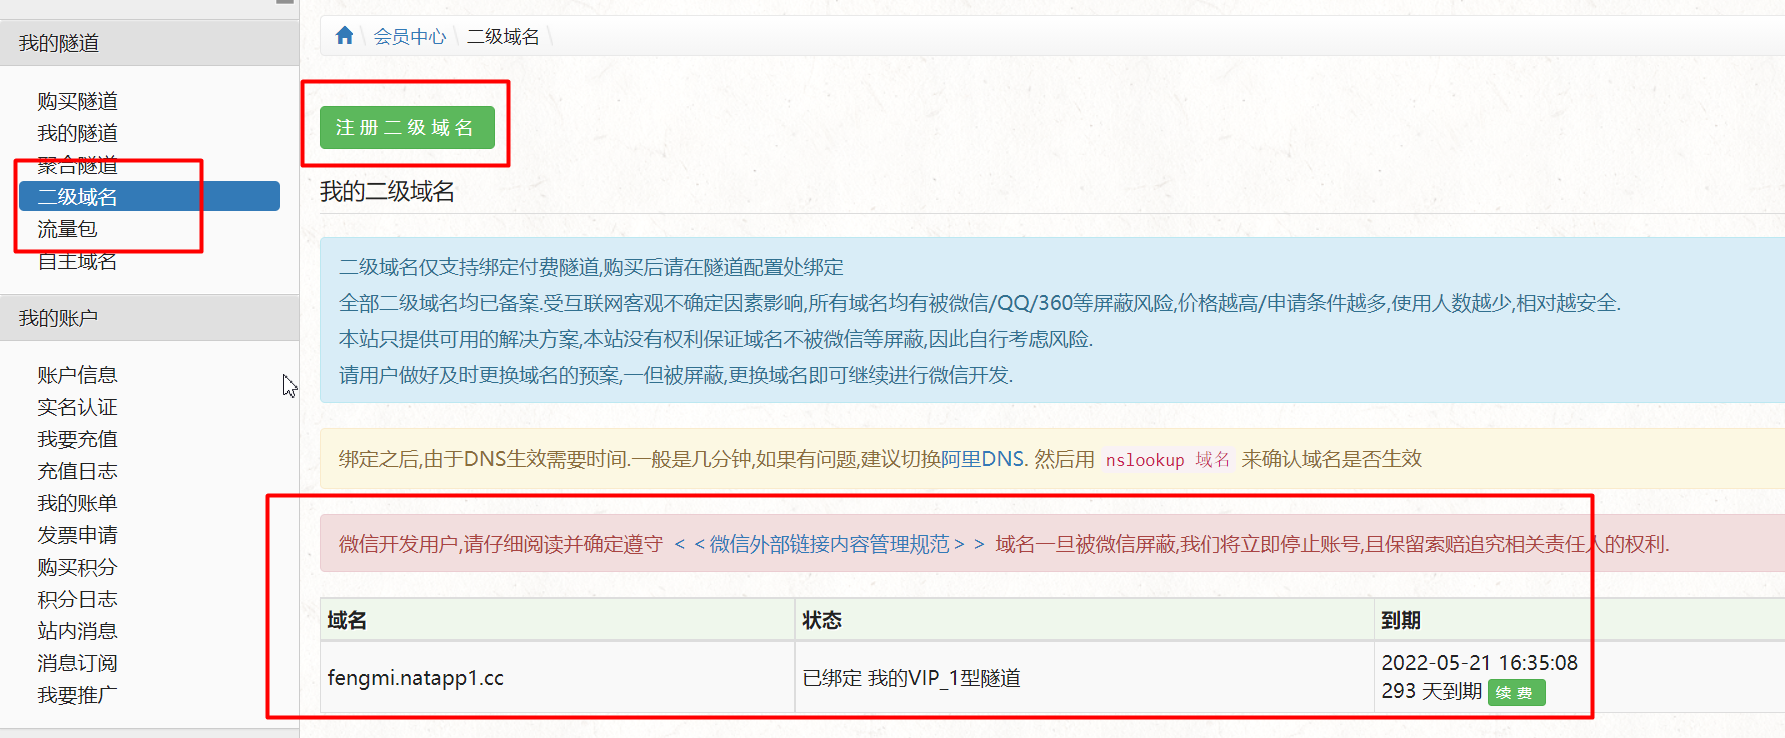 我的隧道
购买隧道
我的隧道
聚合隧道
二级域名
流量包
自主域名
我的账户
账户信息
实名认证
我要充值
充值日志
我的账单
发票申请
购买积分
积分日志
站内消息
消息订阅
我要推广
会员中心 \ 二级域名 \
注册二级域名
我的二级域名
二级域名仅支持绑定付费隧道,购买后请在隧道配置处绑定
全部二级域名均已备案.受互联网客观不确定因素影响,所有域名均有被微信/QQ/360等屏蔽风险,价格越高/申请条件越多,使用人数越少,相对越安全.
本站只提供可用的解决方案,本站没有权利保证域名不被微信等屏蔽,因此自行考虑风险.
请用户做好及时更换域名的预案,一但被屏蔽,更换域名即可继续进行微信开发.
绑定之后,由于DNS生效需要时间.一般是几分钟,如果有问题,建议切换阿里DNS. 然后用 nslookup 域名 来确认域名是否生效
微信开发用户,请仔细阅读并确定遵守 <<微信外部链接内容管理规范>> 域名一旦被微信屏蔽,我们将立即停止账号,且保留索赔追究相关责任人的权利.
域名 状态 到期
fengmi.natapp1.cc 已绑定 我的VIP_1型隧道 2022-05-21 16:35:08
293 天到期 续费